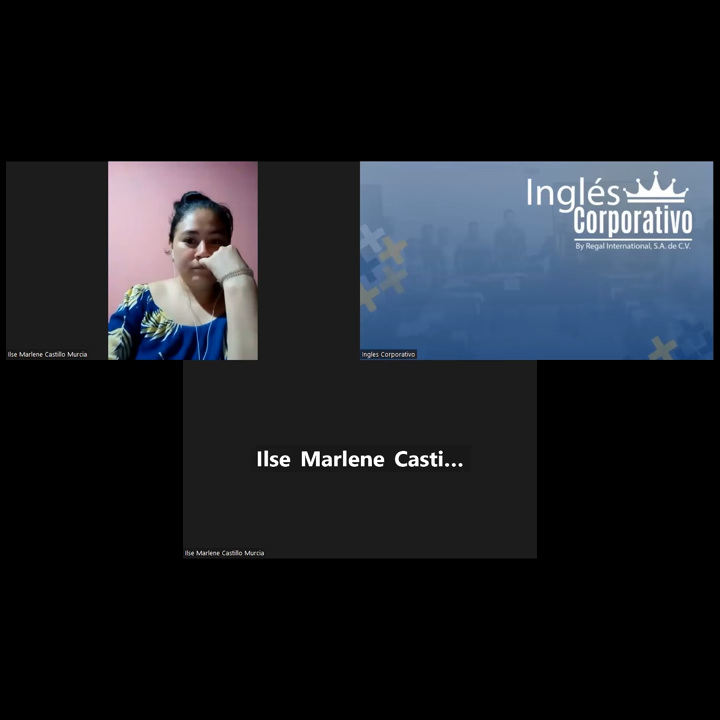 Inglés
Corporativo
By Regal International, S.A. de C.V.
Ilse Marlene Castillo Murcia
Ingles Corporativo
Ilse Marlene Casti...
Ilse Marlene Castillo Murcia